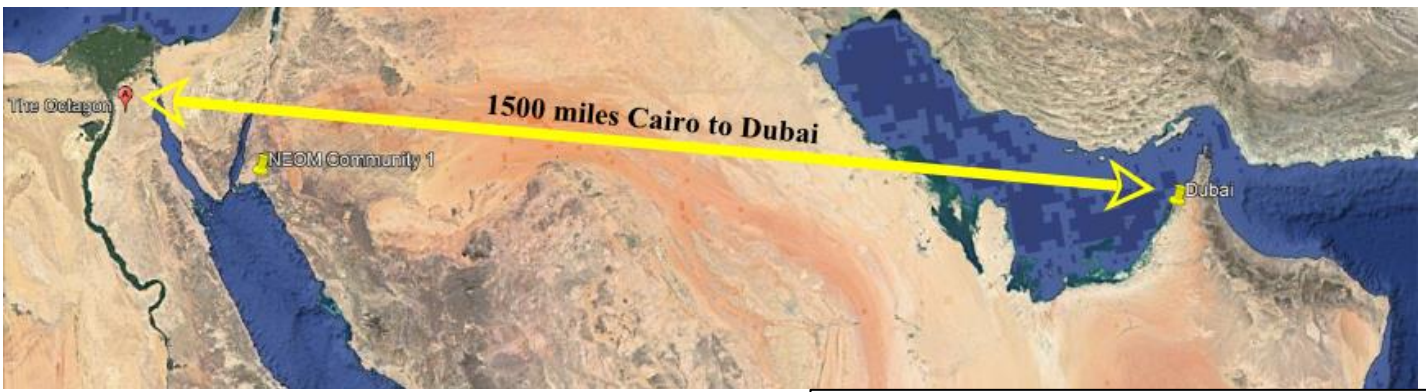 The Octagon
A
1500 miles Cairo to Dubai
NEOM Community 1
Dubai